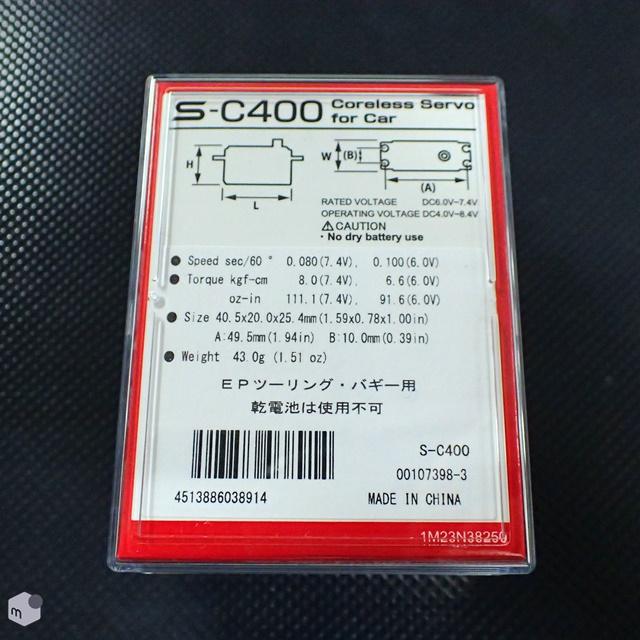 S-C400 Coreless Servo for Car
H
L
W
(B)
(A)
RATED VOLTAGE DC6.0V-7.4V
OPERATING VOLTAGE DC4.0V-8.4V
⚠CAUTION
・No dry battery use
● Speed sec/60° 0.080(7.4V), 0.100(6.0V)
● Torque kgf-cm 8.0(7.4V), 6.6(6.0V)
oz-in 111.1(7.4V), 91.6(6.0V)
● Size 40.5x20.0x25.4mm(1.59x0.78x1.00in)
A:49.5mm(1.94in) B:10.0mm(0.39in)
● Weight 43.0g(1.51 oz)
EPツーリング・バギー用
乾電池は使用不可
S-C400
00107398-3
4513886038914
MADE IN CHINA
1M23N38250
m